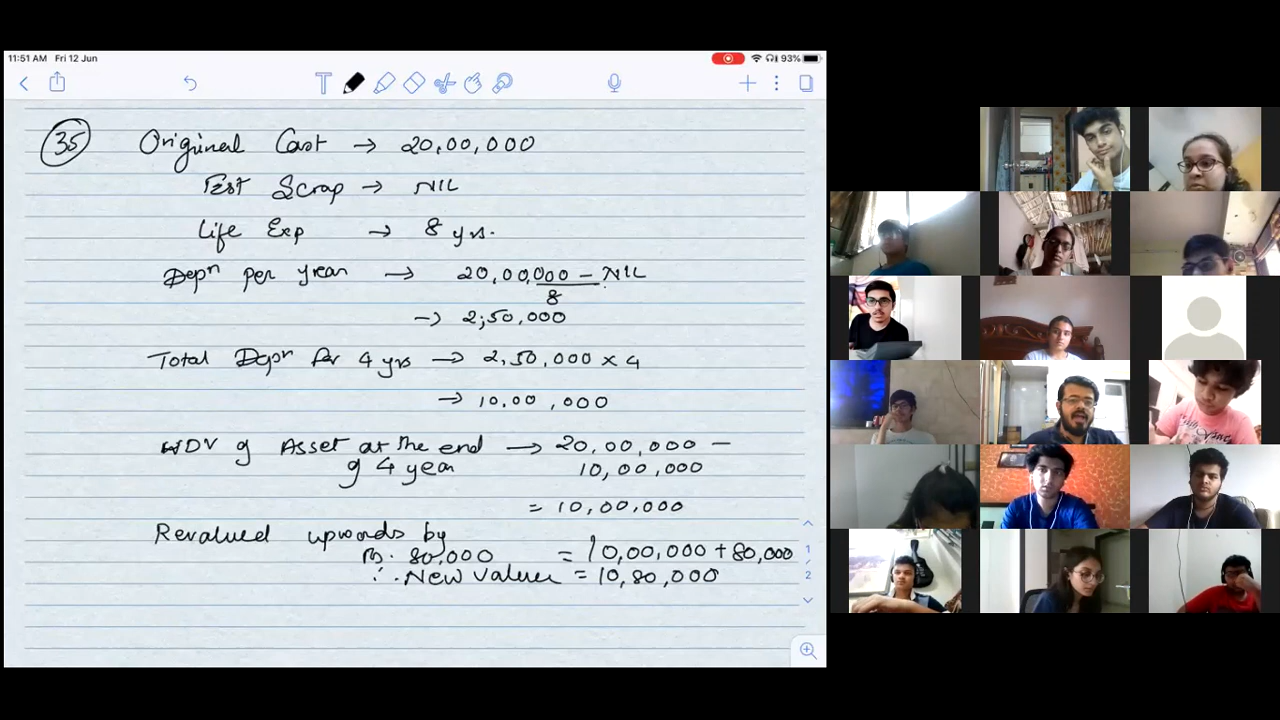 11:51 AM Fri 12 Jun
93%
T
35 Original Cost → 20,00,000
Est Scrap → NIL
Life Exp → 8 yrs.
Depn per year → 20,00,000 - NIL
8
→ 2,50,000
Total Depn for 4 yrs → 2,50,000 × 4
→ 10,00,000
WDV of Asset at the end → 20,00,000 -
of 4 year 10,00,000
= 10,00,000
Revalued upwards by
80,000 = 10,00,000 + 80,000
∴ New value = 10,80,000
1
2